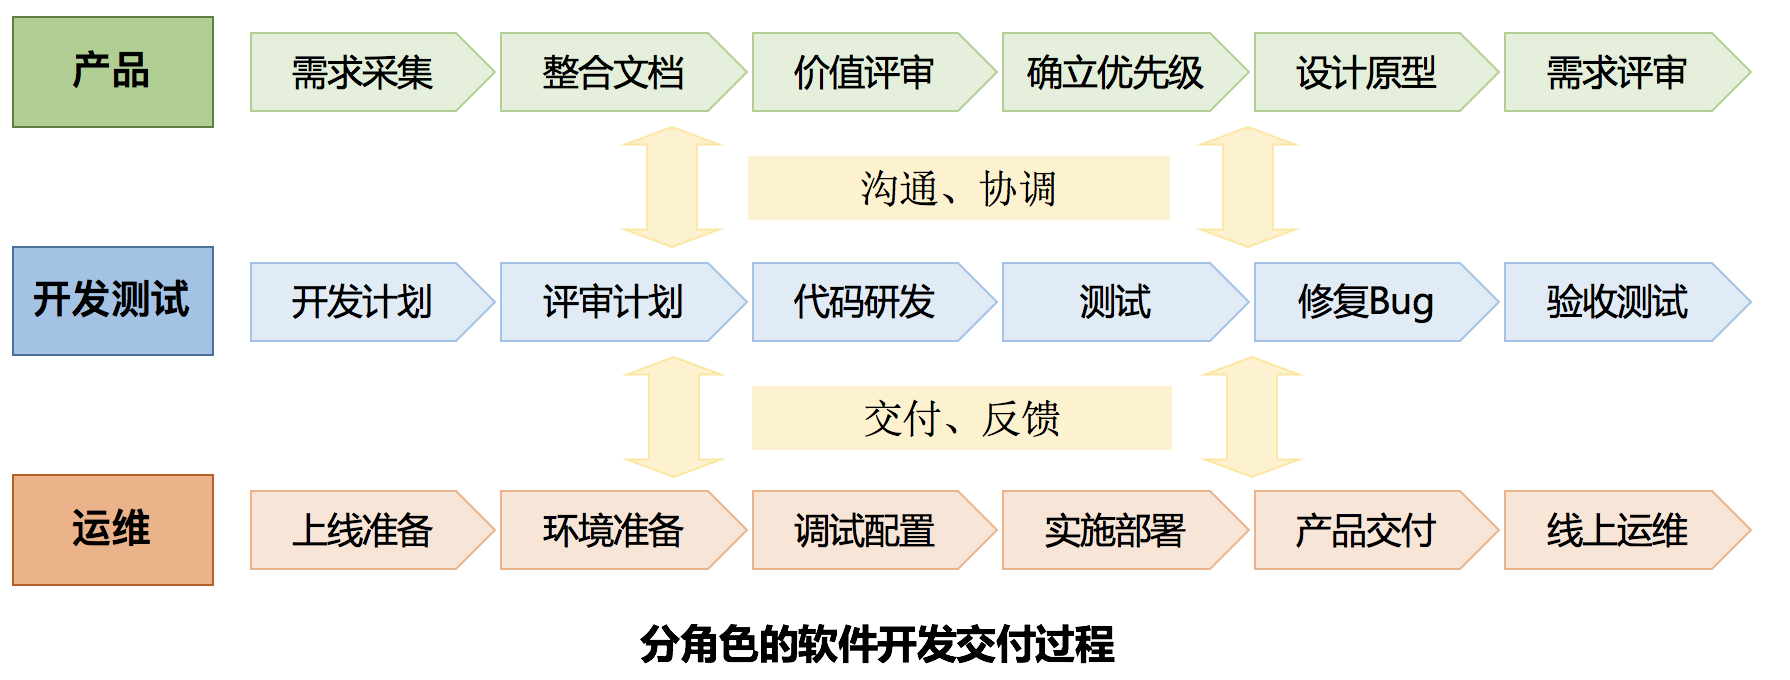 产品
需求采集
整合文档
价值评审
确立优先级
设计原型
需求评审
沟通、协调
开发测试
开发计划
评审计划
代码研发
测试
修复Bug
验收测试
交付、反馈
运维
上线准备
环境准备
调试配置
实施部署
产品交付
线上运维
分角色的软件开发交付过程